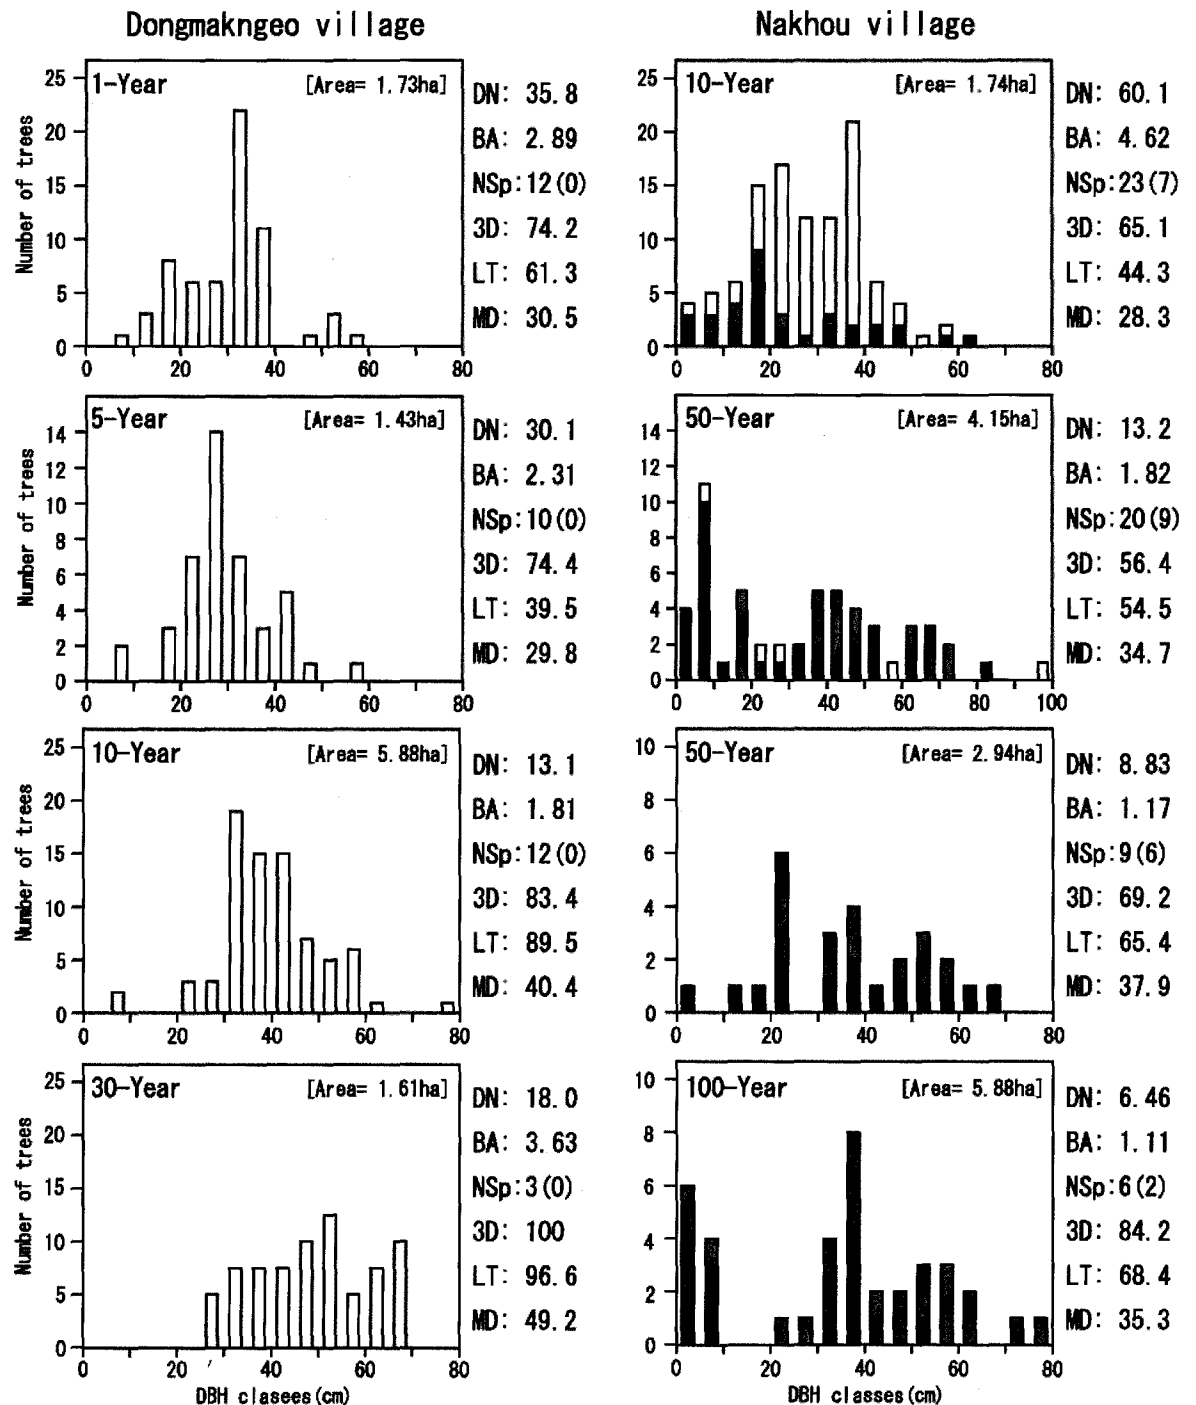 Dongmakngeo village
Nakhou village
1-Year
[Area= 1.73ha]
Number of trees
25
20
15
10
5
0
0
20
40
60
80
DN: 35.8
BA: 2.89
NSp:12(0)
3D: 74.2
LT: 61.3
MD: 30.5
10-Year
[Area= 1.74ha]
25
20
15
10
5
0
0
20
40
60
80
DN: 60.1
BA: 4.62
NSp:23(7)
3D: 65.1
LT: 44.3
MD: 28.3
5-Year
[Area= 1.43ha]
Number of trees
14
12
10
8
6
4
2
0
0
20
40
60
80
DN: 30.1
BA: 2.31
NSp:10(0)
3D: 74.4
LT: 39.5
MD: 29.8
50-Year
[Area= 4.15ha]
14
12
10
8
6
4
2
0
0
20
40
60
80
100
DN: 13.2
BA: 1.82
NSp:20(9)
3D: 56.4
LT: 54.5
MD: 34.7
10-Year
[Area= 5.88ha]
Number of trees
25
20
15
10
5
0
0
20
40
60
80
DN: 13.1
BA: 1.81
NSp:12(0)
3D: 83.4
LT: 89.5
MD: 40.4
50-Year
[Area= 2.94ha]
10
8
6
4
2
0
0
20
40
60
80
DN: 8.83
BA: 1.17
NSp:9(6)
3D: 69.2
LT: 65.4
MD: 37.9
30-Year
[Area= 1.61ha]
Number of trees
25
20
15
10
5
0
0
20
40
60
80
DBH clasees(cm)
DN: 18.0
BA: 3.63
NSp:3(0)
3D: 100
LT: 96.6
MD: 49.2
100-Year
[Area= 5.88ha]
10
8
6
4
2
0
0
20
40
60
80
DBH classes(cm)
DN: 6.46
BA: 1.11
NSp:6(2)
3D: 84.2
LT: 68.4
MD: 35.3